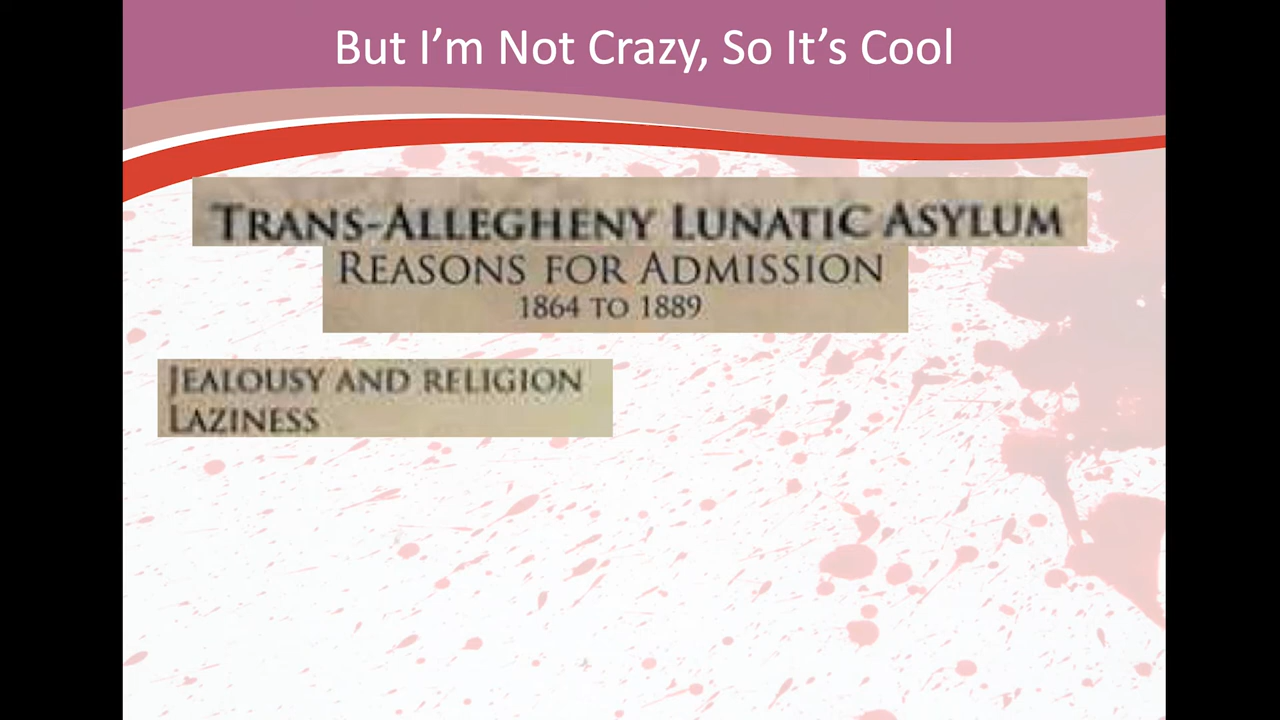 But I’m Not Crazy, So It’s Cool
TRANS-ALLEGHENY LUNATIC ASYLUM
REASONS FOR ADMISSION
1864 TO 1889
JEALOUSY AND RELIGION
LAZINESS